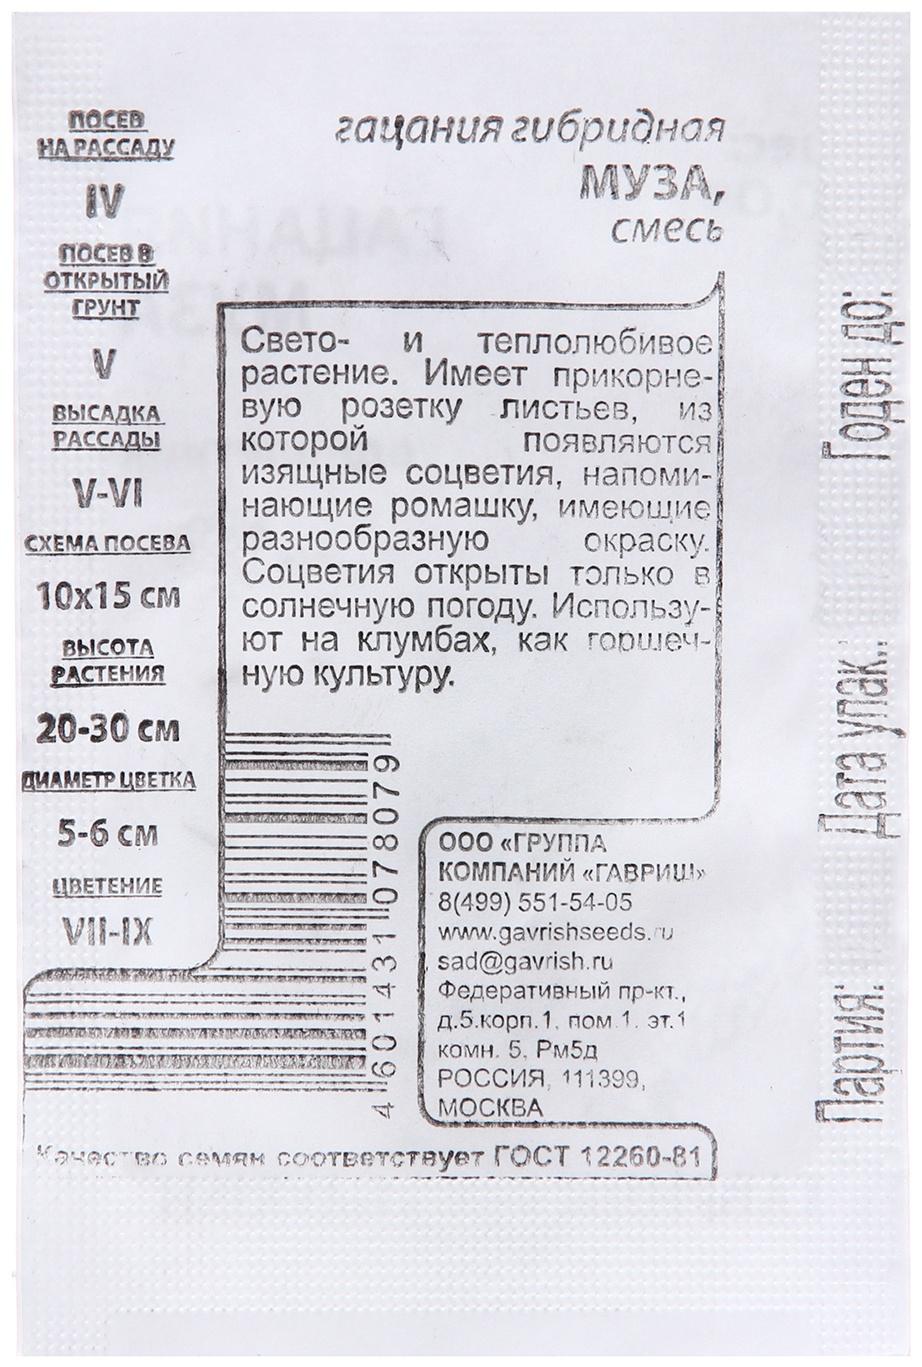 ПОСЕВ
НА РАССАДУ
IV
ПОСЕВ В
ОТКРЫТЫЙ
ГРУНТ
V
ВЫСАДКА
РАССАДЫ
V-VI
СХЕМА ПОСЕВА
10х15 см
ВЫСОТА
РАСТЕНИЯ
20-30 см
ДИАМЕТР ЦВЕТКА
5-6 см
ЦВЕТЕНИЕ
VII-IX
гацания гибридная
МУЗА,
смесь
Свето- и теплолюбивое
растение. Имеет прикорне-
вую розетку листьев, из
которой появляются
изящные соцветия, напоми-
нающие ромашку, имеющие
разнообразную окраску.
Соцветия открыты только в
солнечную погоду. Использу-
ют на клумбах, как горшеч-
ную культуру.
4 601431 078079
ООО «ГРУППА
КОМПАНИЙ «ГАВРИШ»
8(499) 551-54-05
www.gavrishseeds.ru
sad@gavrish.ru
Федеративный пр-кт.,
д.5.корп.1, пом.1. эт.1
комн. 5, Рм5д
РОССИЯ, 111399,
МОСКВА
Качество семян соответствует ГОСТ 12260-81
Годен до:
Дата упак.:
Партия: